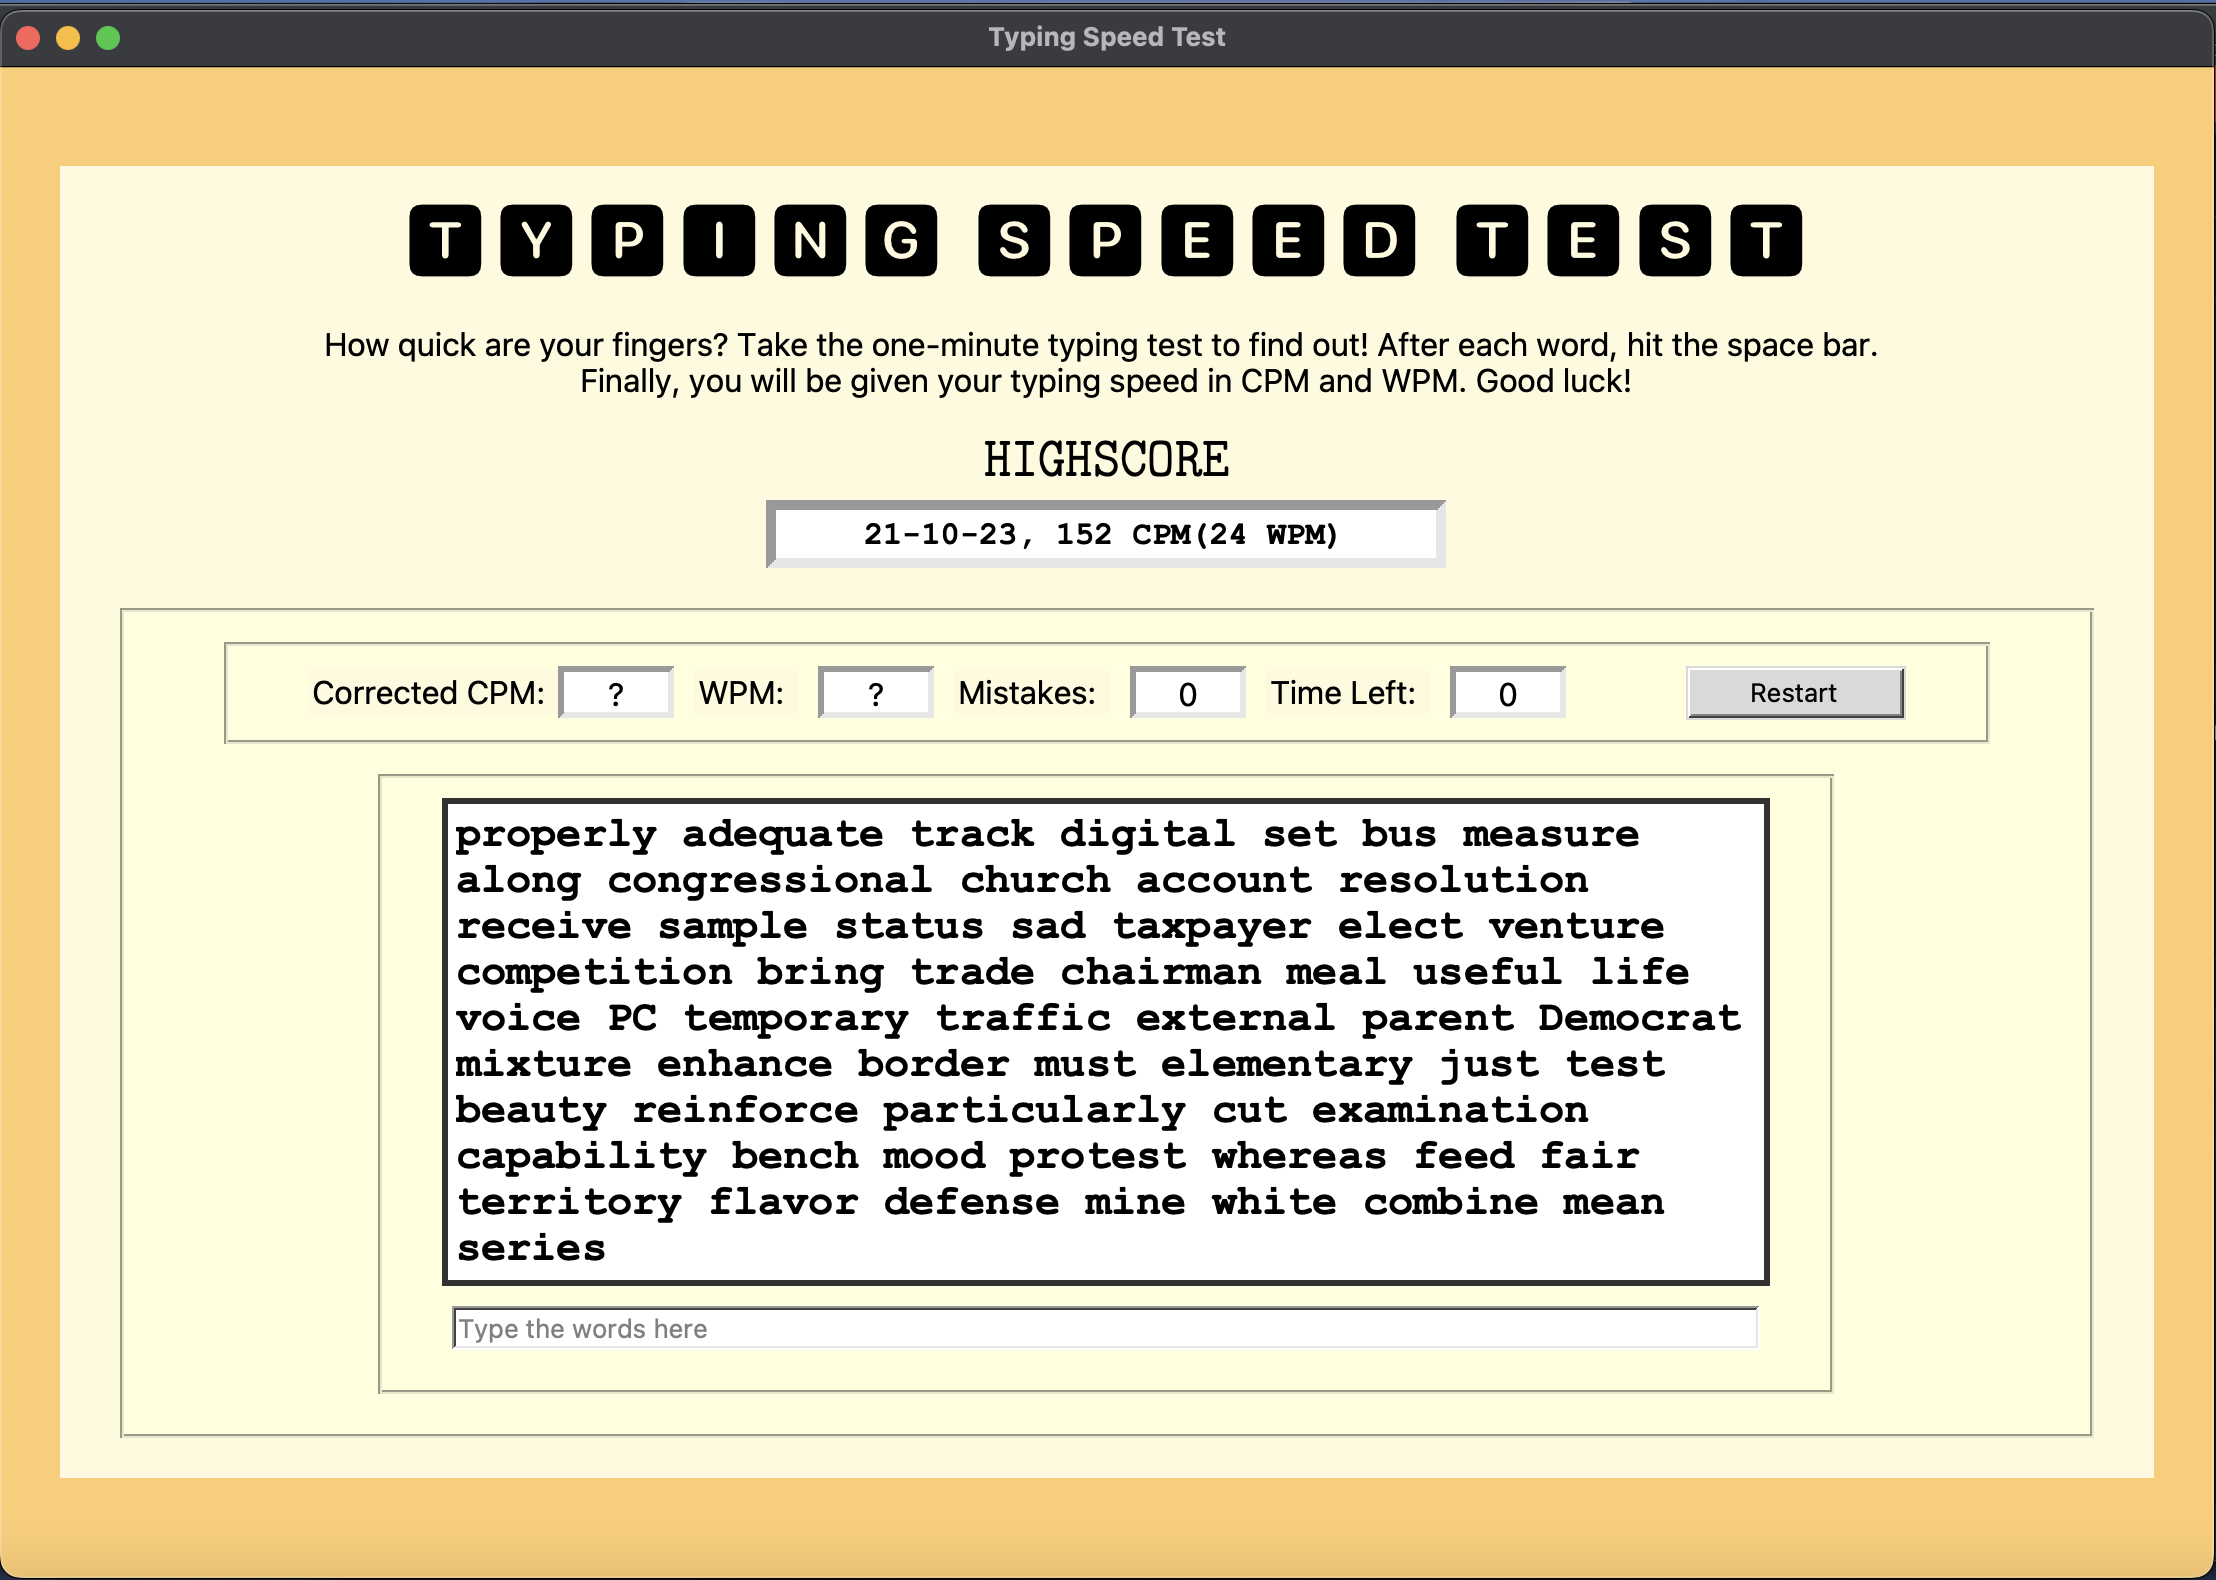 Typing Speed Test
TYPING SPEED TEST
How quick are your fingers? Take the one-minute typing test to find out! After each word, hit the space bar.
Finally, you will be given your typing speed in CPM and WPM. Good luck!
HIGHSCORE
21-10-23, 152 CPM(24 WPM)
Corrected CPM: ? WPM: ? Mistakes: 0 Time Left: 0 Restart
properly adequate track digital set bus measure
along congressional church account resolution
receive sample status sad taxpayer elect venture
competition bring trade chairman meal useful life
voice PC temporary traffic external parent Democrat
mixture enhance border must elementary just test
beauty reinforce particularly cut examination
capability bench mood protest whereas feed fair
territory flavor defense mine white combine mean
series
Type the words here